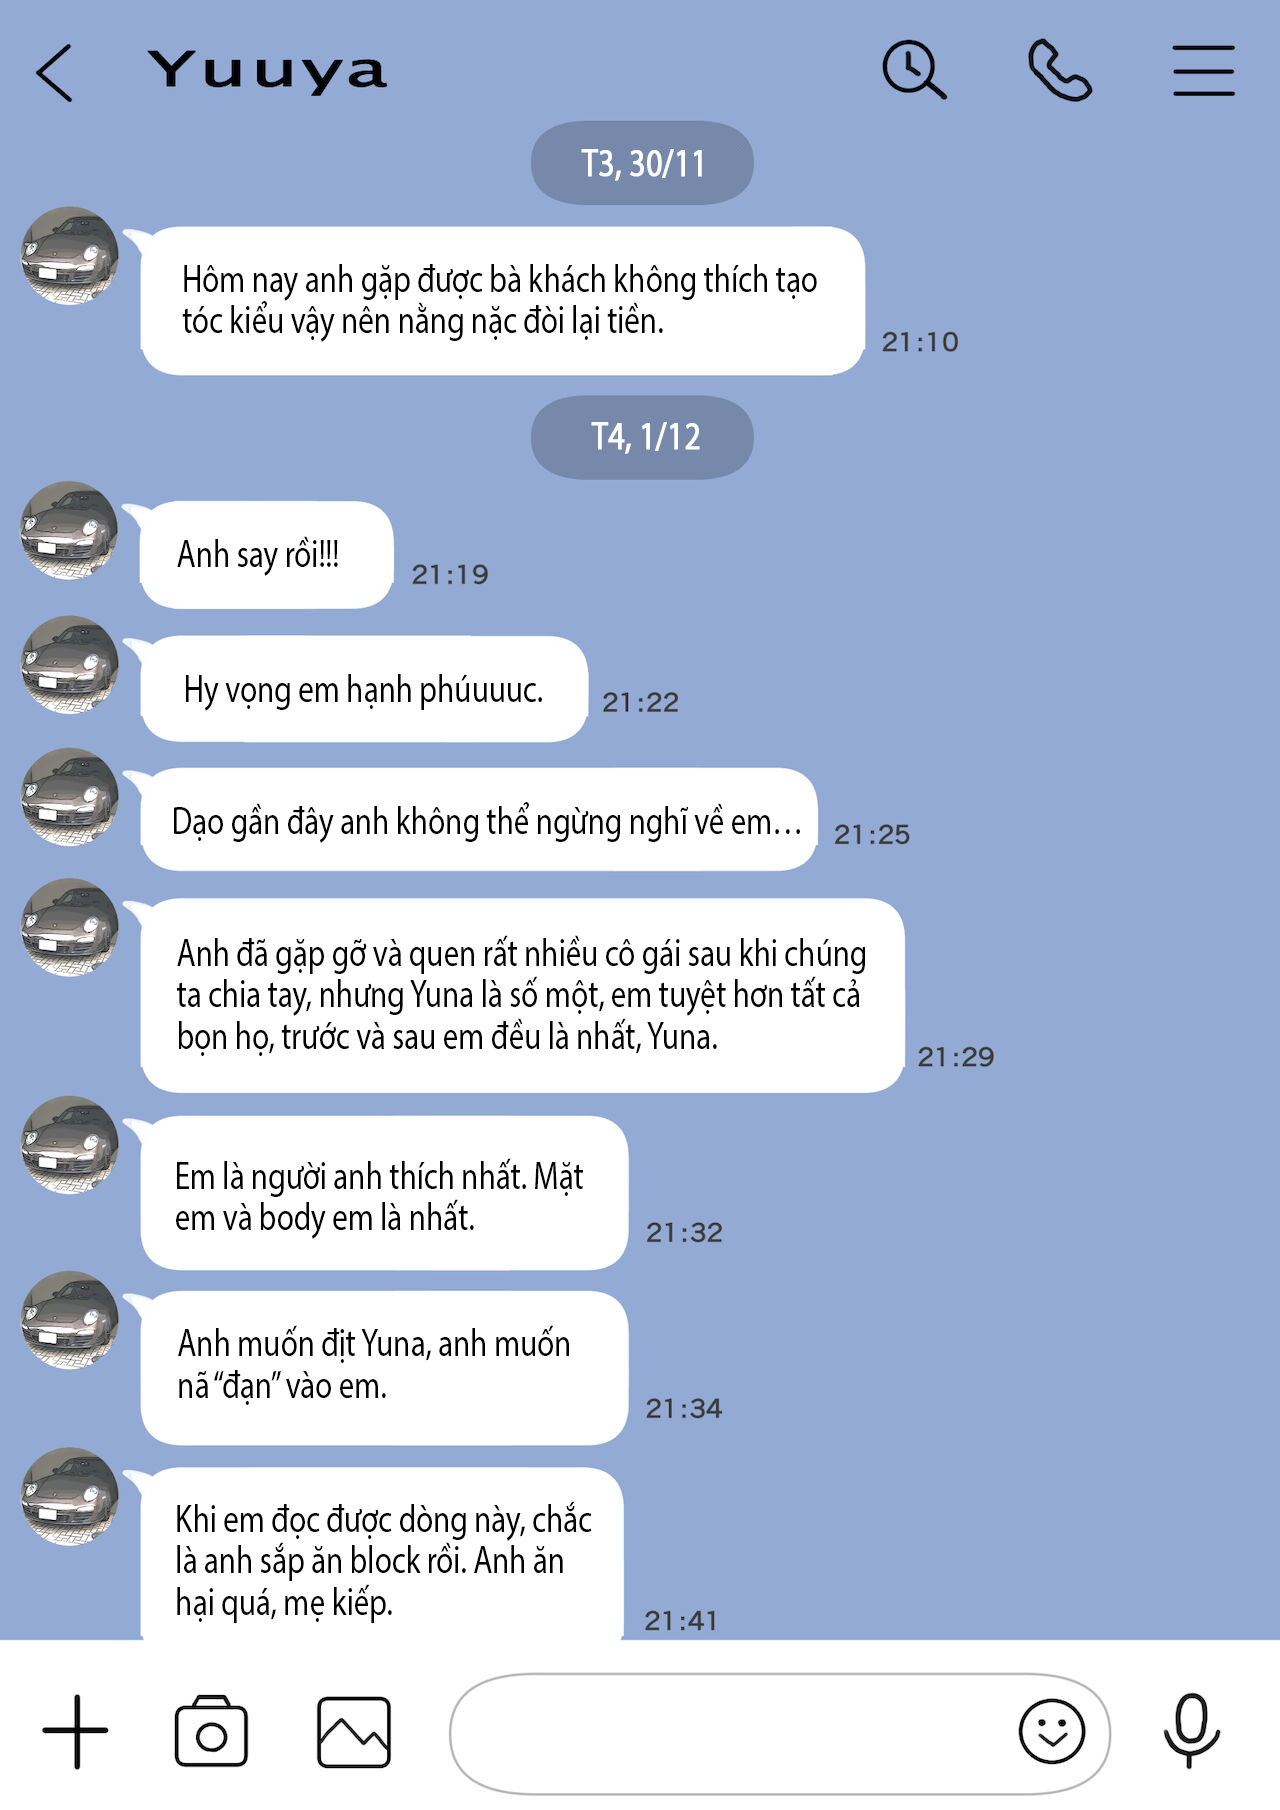 Yuuya
T3, 30/11
Hôm nay anh gặp được bà khách không thích tạo
tóc kiểu vậy nên nằng nặc đòi lại tiền.
21:10
T4, 1/12
Anh say rồi!!!
21:19
Hy vọng em hạnh phúuuuc.
21:22
Dạo gần đây anh không thể ngừng nghĩ về em...
21:25
Anh đã gặp gỡ và quen rất nhiều cô gái sau khi chúng
ta chia tay, nhưng Yuna là số một, em tuyệt hơn tất cả
bọn họ, trước và sau em đều là nhất, Yuna.
21:29
Em là người anh thích nhất. Mặt
em và body em là nhất.
21:32
Anh muốn địt Yuna, anh muốn
nã “đạn” vào em.
21:34
Khi em đọc được dòng này, chắc
là anh sắp ăn block rồi. Anh ăn
hại quá, mẹ kiếp.
21:41